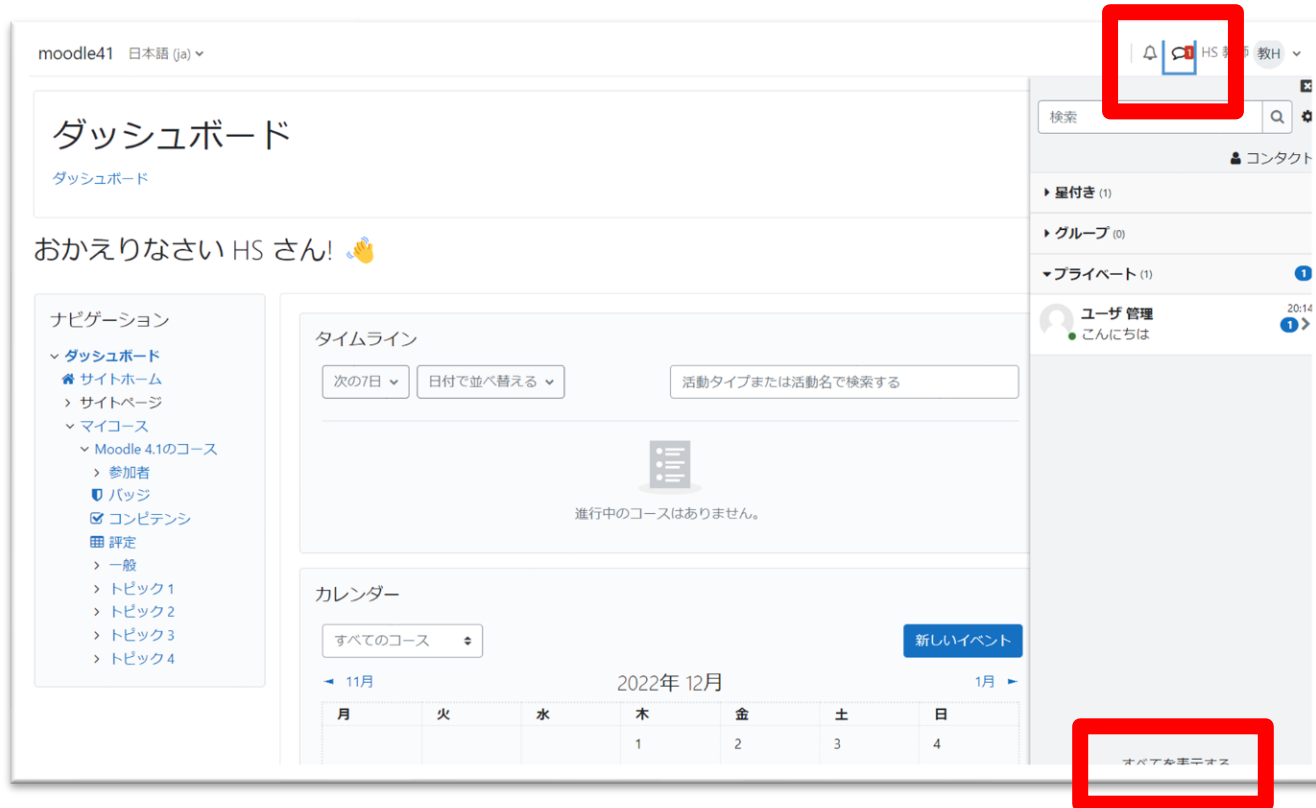 moodle41 日本語 (ja)
1 HS 教師 教H
ダッシュボード
ダッシュボード
おかえりなさい HS さん!
ナビゲーション
ダッシュボード
サイトホーム
サイトページ
マイコース
Moodle 4.1のコース
参加者
バッジ
コンピテンシ
評定
一般
トピック 1
トピック 2
トピック 3
トピック 4
タイムライン
次の7日 日付で並べ替える 活動タイプまたは活動名で検索する
進行中のコースはありません。
カレンダー
すべてのコース 新しいイベント
◄ 11月 2022年 12月 1月 ►
月 火 水 木 金 土 日
1 2 3 4
検索
コンタクト
星付き (1)
グループ (0)
プライベート (1) 1
ユーザ 管理 20:14
こんにちは 1
すべてを表示する